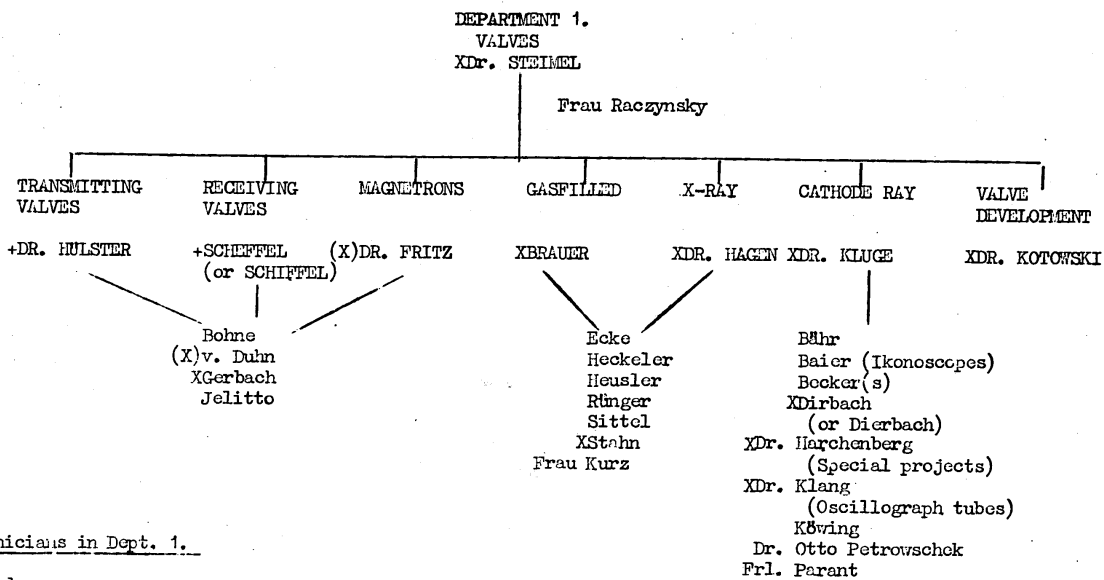 DEPARTMENT 1.
VALVES
XDr. STEIMEL
Frau Raczynsky
TRANSMITTING VALVES
+DR. HÜLSTER
RECEIVING VALVES
+SCHEFFEL
(or SCHIFFEL)
MAGNETRONS
(X)DR. FRITZ
GASFILLED
XBRAUER
X-RAY
XDR. HAGEN
CATHODE RAY
XDR. KLUGE
VALVE DEVELOPMENT
XDR. KOTOWSKI
Bohne
(X)v. Duhn
XGerbach
Jelitto
Ecke
Heckeler
Heusler
Rünger
Sittel
XStahn
Frau Kurz
Bähr
Baier (Ikonoscopes)
Becker(s)
XDirbach
(or Dierbach)
XDr. Harchenberg
(Special projects)
XDr. Klang
(Oscillograph tubes)
Köwing
Dr. Otto Petrowschek
Frl. Parant
nicians in Dept. 1.